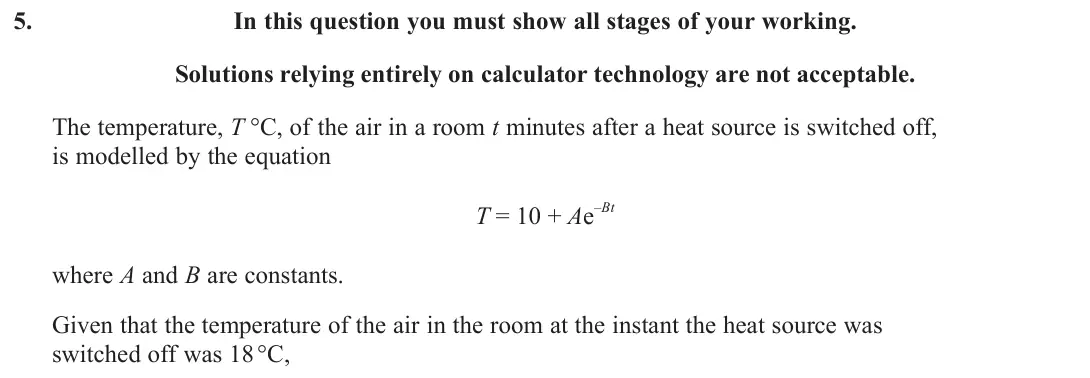 5. In this question you must show all stages of your working.
Solutions relying entirely on calculator technology are not acceptable.
The temperature, T °C, of the air in a room t minutes after a heat source is switched off,
is modelled by the equation
T = 10 + Ae^{–Bt}
where A and B are constants.
Given that the temperature of the air in the room at the instant the heat source was
switched off was 18 °C,